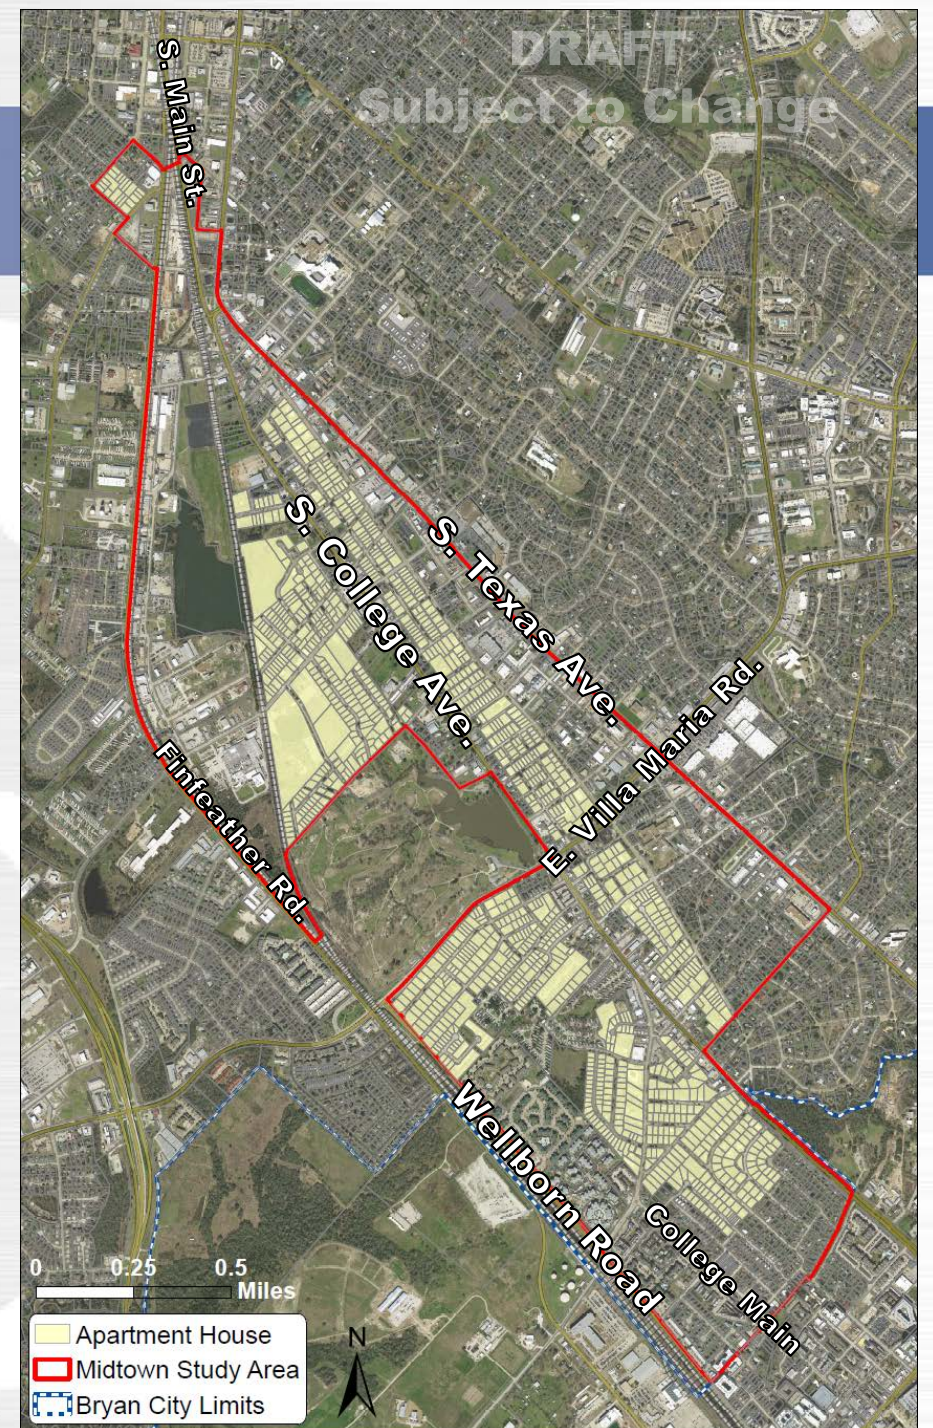 DRAFT
Subject to Change
S. Main St.
S. College Ave.
S. Texas Ave.
E. Villa Maria Rd.
Finfeather Rd.
Wellborn Road
College Main
0 0.25 0.5
Miles
N
Apartment House
Midtown Study Area
Bryan City Limits